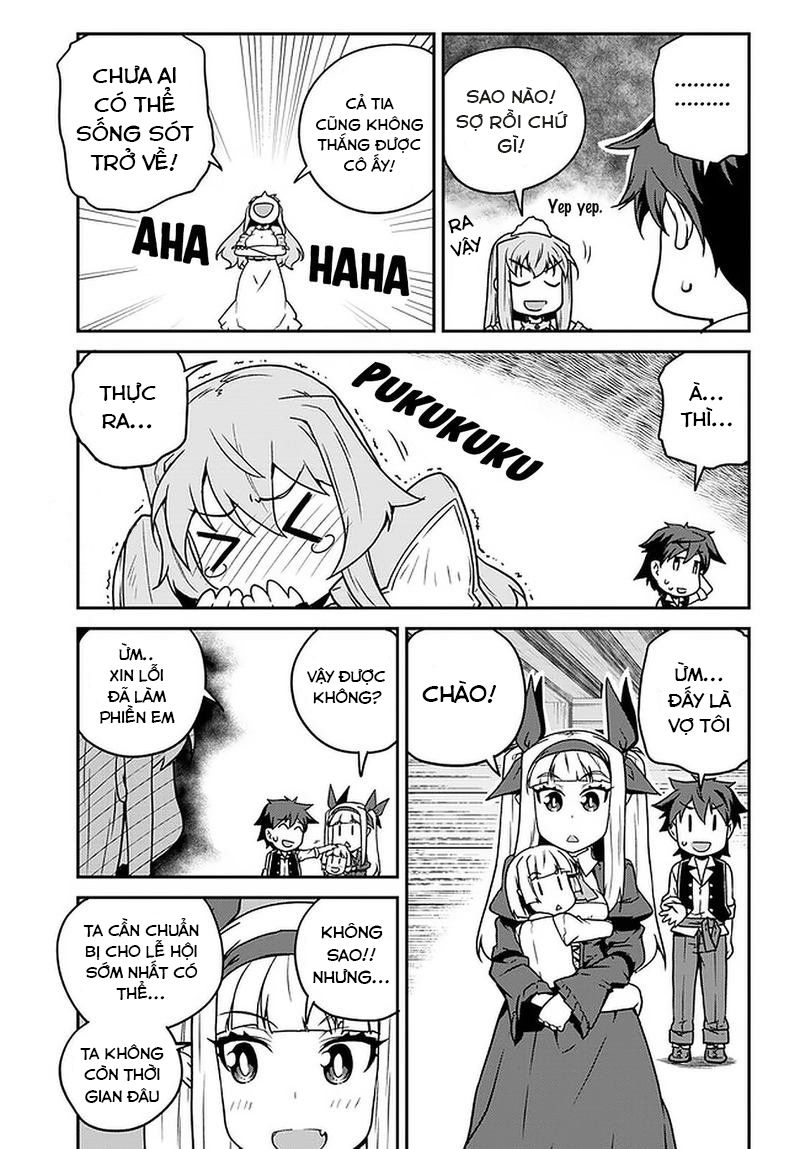 .........
.........
SAO NÀO!
SỢ RỒI CHỨ
GÌ!
Yep yep.
RA
VẬY
CẢ TIA
CŨNG KHÔNG
THẮNG ĐƯỢC
CÔ ẤY!
CHƯA AI
CÓ THỂ
SỐNG SÓT
TRỞ VỀ!
AHA
HAHA
À...
THÌ...
PUKUKUKU
THỰC
RA...
ỪM...
ĐẤY LÀ
VỢ TÔI
CHÀO!
VẬY ĐƯỢC
KHÔNG?
ỪM..
XIN LỖI
ĐÃ LÀM
PHIỀN EM
KHÔNG
SAO!!
NHƯNG...
TA CẦN CHUẨN
BỊ CHO LỄ HỘI
SỚM NHẤT CÓ
THỂ...
TA KHÔNG
CÒN THỜI
GIAN ĐÂU